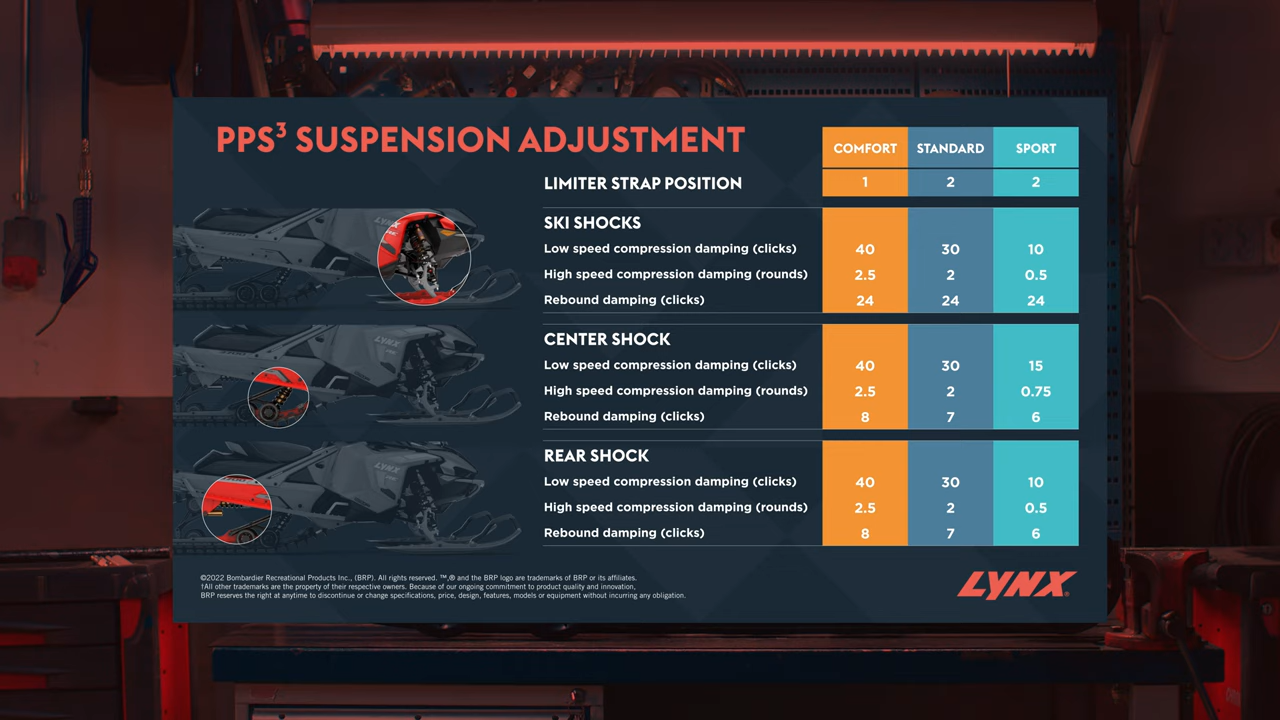 PPS³ SUSPENSION ADJUSTMENT
COMFORT STANDARD SPORT
LIMITER STRAP POSITION 1 2 2
SKI SHOCKS
Low speed compression damping (clicks) 40 30 10
High speed compression damping (rounds) 2.5 2 0.5
Rebound damping (clicks) 24 24 24
CENTER SHOCK
Low speed compression damping (clicks) 40 30 15
High speed compression damping (rounds) 2.5 2 0.75
Rebound damping (clicks) 8 7 6
REAR SHOCK
Low speed compression damping (clicks) 40 30 10
High speed compression damping (rounds) 2.5 2 0.5
Rebound damping (clicks) 8 7 6
©2022 Bombardier Recreational Products Inc., (BRP). All rights reserved. ™,® and the BRP logo are trademarks of BRP or its affiliates.
†All other trademarks are the property of their respective owners. Because of our ongoing commitment to product quality and innovation,
BRP reserves the right at anytime to discontinue or change specifications, price, design, features, models or equipment without incurring any obligation.
LYNX®